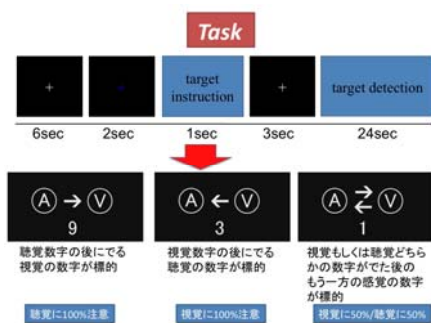 Task
target
instruction
target detection
6sec
2sec
1sec
3sec
24sec
A → V
9
A ← V
3
A ⇄ V
1
聴覚数字の後にでる
視覚の数字が標的
視覚数字の後にでる
聴覚の数字が標的
視覚もしくは聴覚どちら
かの数字がでた後の
もう一方の感覚の数字
が標的
聴覚に100%注意
視覚に100%注意
視覚に50%/聴覚に50%